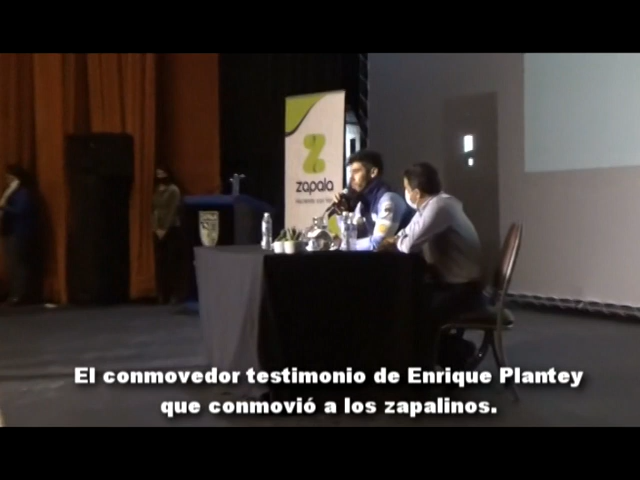 zapala
El conmovedor testimonio de Enrique Plantey
que conmovió a los zapalinos.